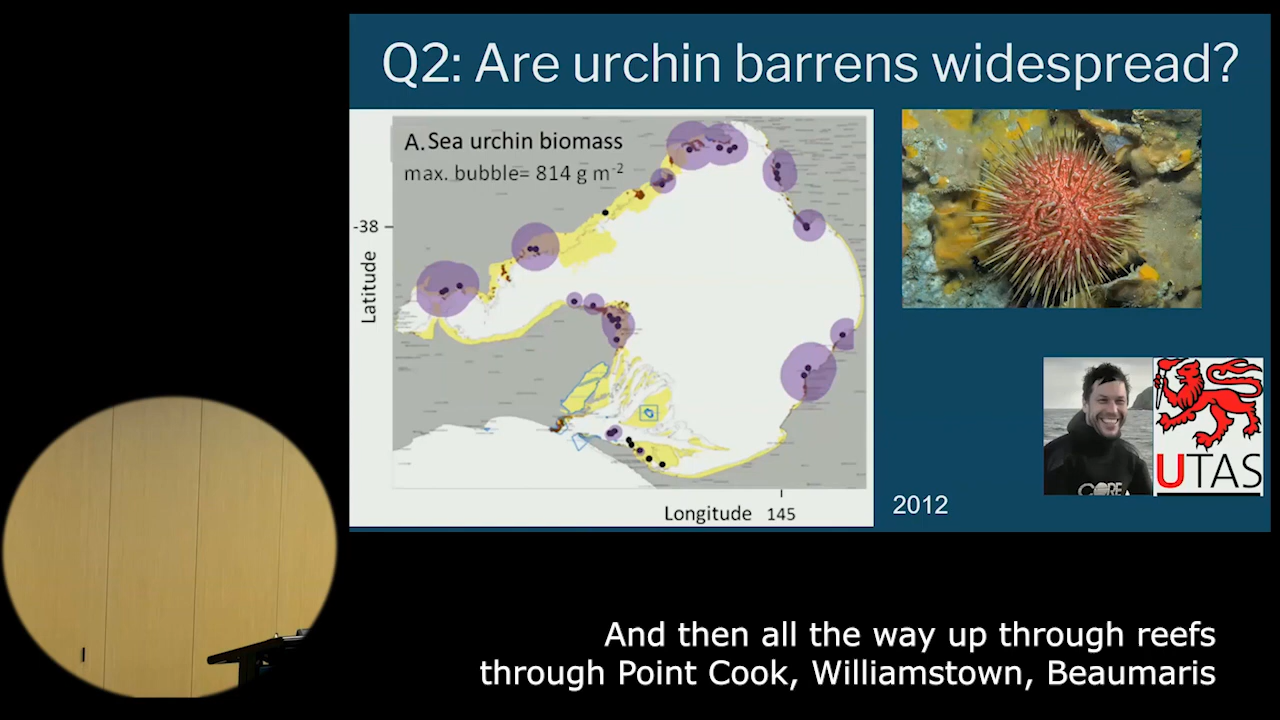 Q2: Are urchin barrens widespread?
A. Sea urchin biomass
max. bubble= 814 g m-2
-38
Latitude
Longitude 145
2012
CORE
UTAS
And then all the way up through reefs
through Point Cook, Williamstown, Beaumaris